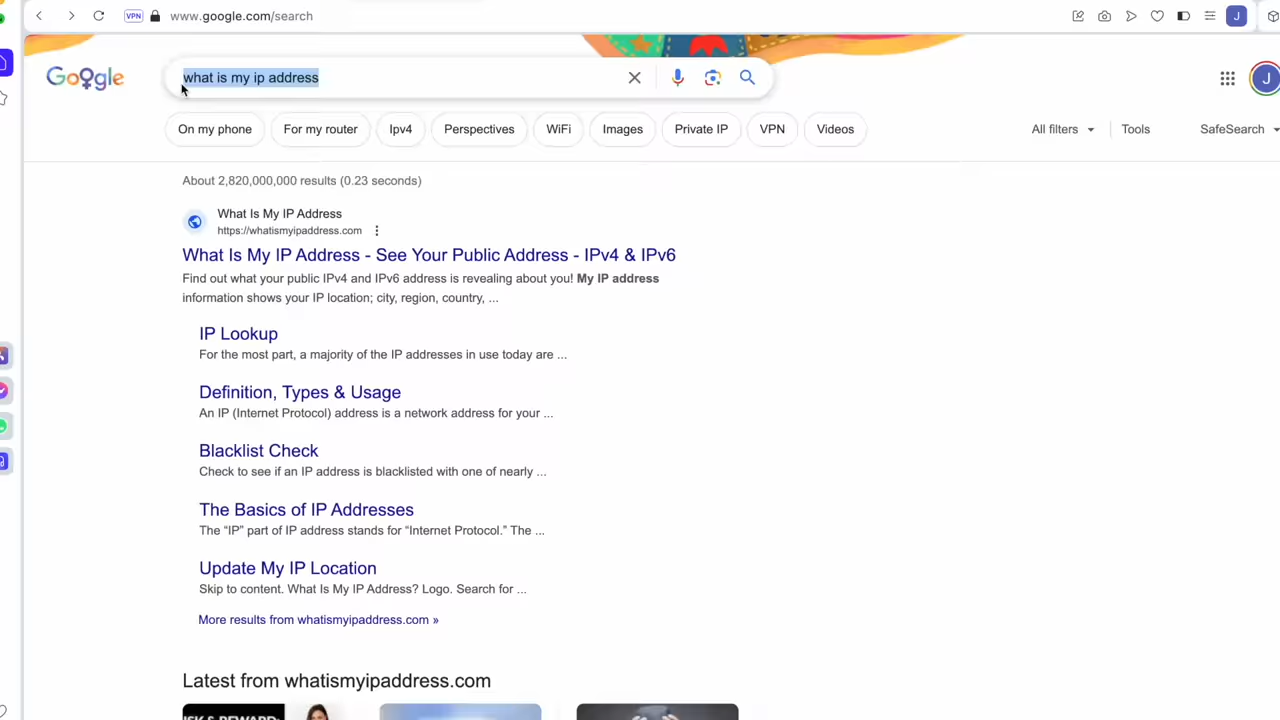 VPN www.google.com/search J
Google what is my ip address J
On my phone For my router Ipv4 Perspectives WiFi Images Private IP VPN Videos All filters Tools SafeSearch
About 2,820,000,000 results (0.23 seconds)
What Is My IP Address
https://whatismyipaddress.com
What Is My IP Address - See Your Public Address - IPv4 & IPv6
Find out what your public IPv4 and IPv6 address is revealing about you! My IP address
information shows your IP location; city, region, country, ...
IP Lookup
For the most part, a majority of the IP addresses in use today are ...
Definition, Types & Usage
An IP (Internet Protocol) address is a network address for your ...
Blacklist Check
Check to see if an IP address is blacklisted with one of nearly ...
The Basics of IP Addresses
The “IP” part of IP address stands for “Internet Protocol.” The ...
Update My IP Location
Skip to content. What Is My IP Address? Logo. Search for ...
More results from whatismyipaddress.com »
Latest from whatismyipaddress.com
& REWARD: